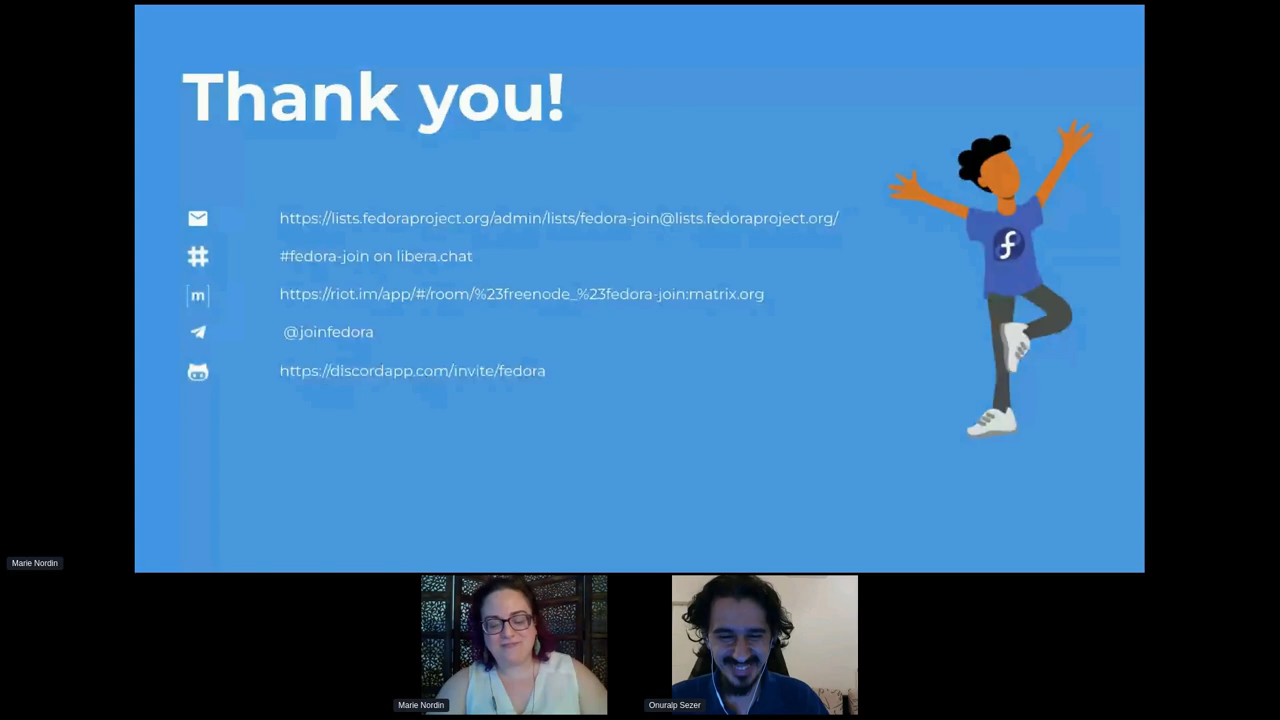 Thank you!
https://lists.fedoraproject.org/admin/lists/fedora-join@lists.fedoraproject.org/
#fedora-join on libera.chat
[m]
https://riot.im/app/#/room/%23freenode_%23fedora-join:matrix.org
@joinfedora
https://discordapp.com/invite/fedora
Marie Nordin
Marie Nordin
Onuralp Sezer